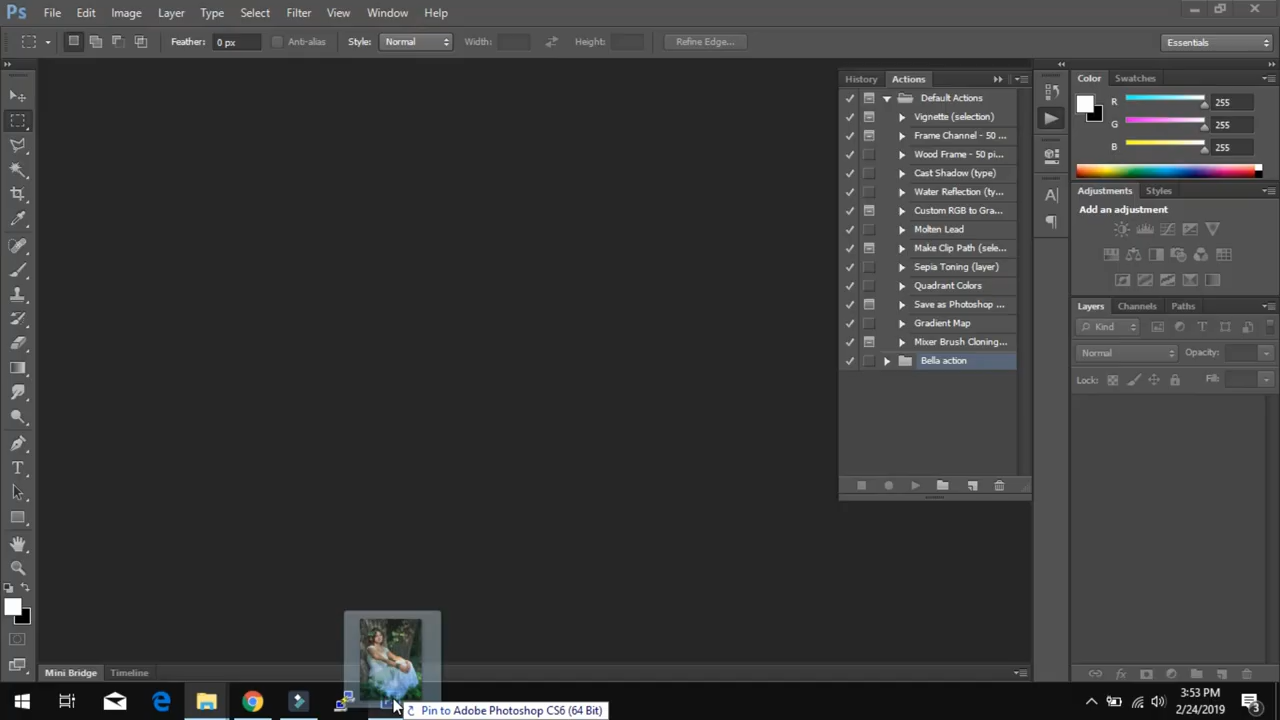 Ps File Edit Image Layer Type Select Filter View Window Help
Feather: 0 px Anti-alias Style: Normal Width: Height: Refine Edge... Essentials
History Actions
Default Actions
Vignette (selection)
Frame Channel - 50 ...
Wood Frame - 50 pi...
Cast Shadow (type)
Water Reflection (ty...
Custom RGB to Gra...
Molten Lead
Make Clip Path (sele...
Sepia Toning (layer)
Quadrant Colors
Save as Photoshop ...
Gradient Map
Mixer Brush Cloning...
Bella action
Color Swatches
R 255
G 255
B 255
Adjustments Styles
Add an adjustment
Layers Channels Paths
Kind
Normal Opacity:
Lock: Fill:
Mini Bridge Timeline
Pin to Adobe Photoshop CS6 (64 Bit)
3:53 PM
2/24/2019
3